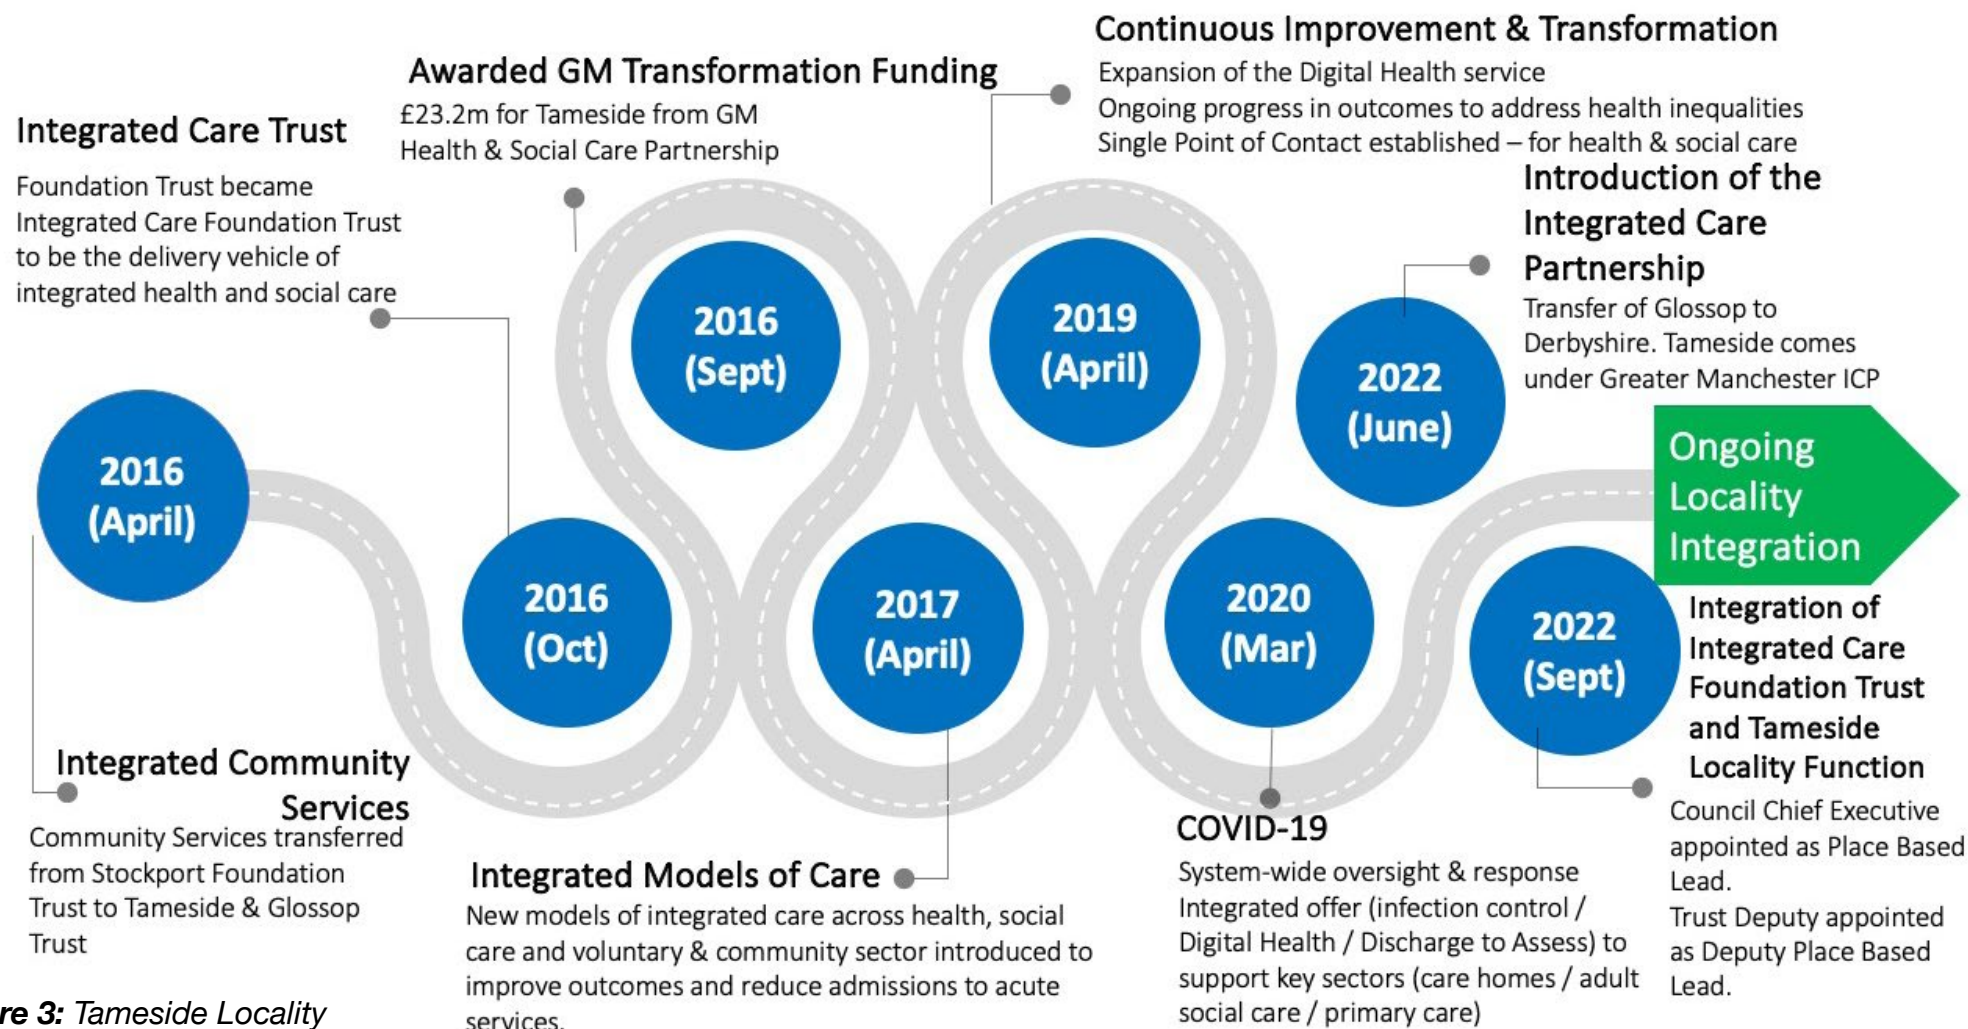 Continuous Improvement & Transformation
Expansion of the Digital Health service
Ongoing progress in outcomes to address health inequalities
Single Point of Contact established – for health & social care
Awarded GM Transformation Funding
£23.2m for Tameside from GM
Health & Social Care Partnership
Integrated Care Trust
Foundation Trust became
Integrated Care Foundation Trust
to be the delivery vehicle of
integrated health and social care
Introduction of the
Integrated Care
Partnership
Transfer of Glossop to
Derbyshire. Tameside comes
under Greater Manchester ICP
2016
(April)
2016
(Sept)
2016
(Oct)
2017
(April)
2019
(April)
2020
(Mar)
2022
(June)
2022
(Sept)
Ongoing
Locality
Integration
Integrated Community
Services
Community Services transferred
from Stockport Foundation
Trust to Tameside & Glossop
Trust
Integrated Models of Care
New models of integrated care across health, social
care and voluntary & community sector introduced to
improve outcomes and reduce admissions to acute
services.
COVID-19
System-wide oversight & response
Integrated offer (infection control /
Digital Health / Discharge to Assess) to
support key sectors (care homes / adult
social care / primary care)
Integration of
Integrated Care
Foundation Trust
and Tameside
Locality Function
Council Chief Executive
appointed as Place Based
Lead.
Trust Deputy appointed
as Deputy Place Based
Lead.
re 3: Tameside Locality